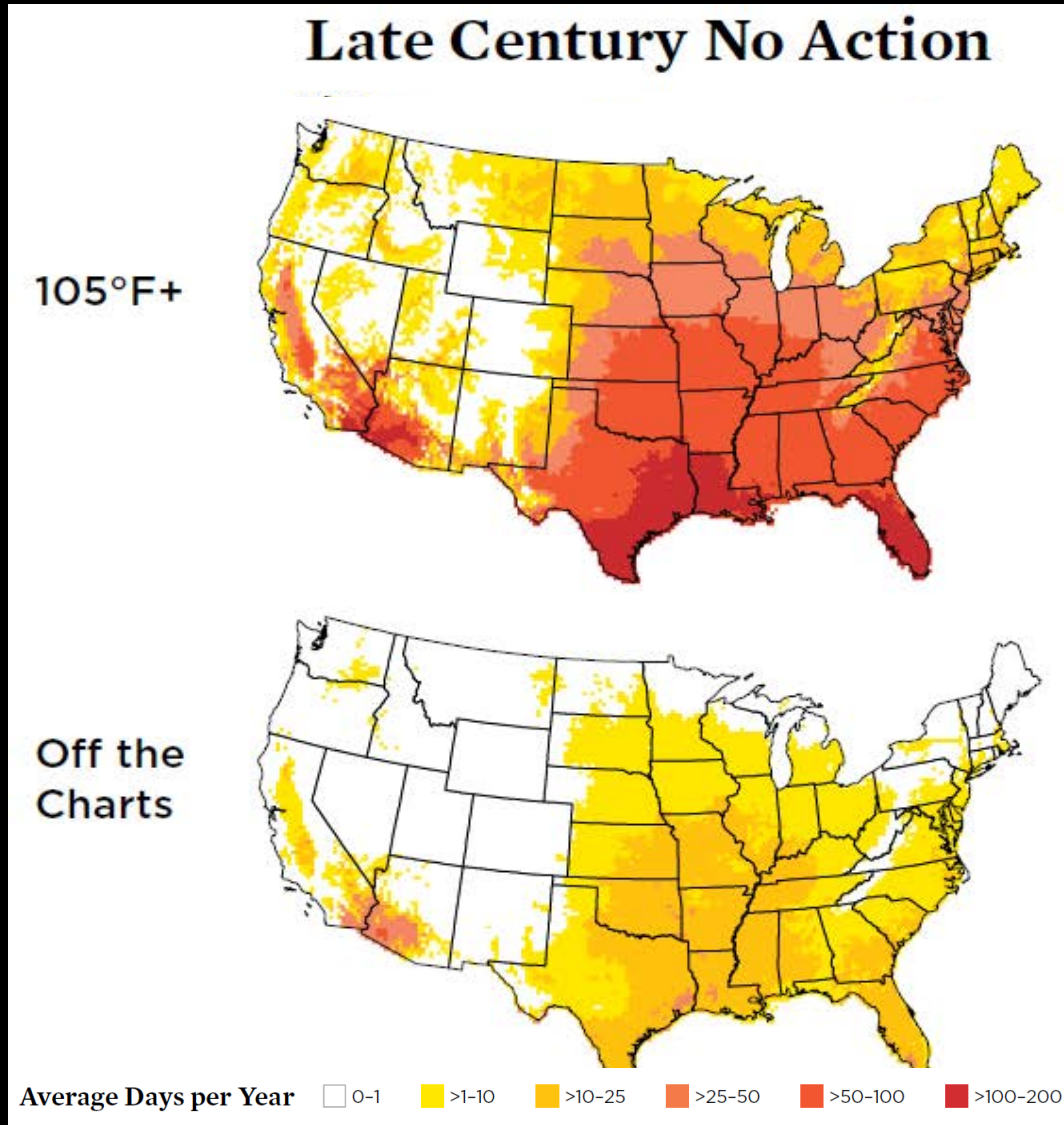 Late Century No Action
105°F+
Off the
Charts
Average Days per Year 0–1 >1–10 >10–25 >25–50 >50–100 >100–200